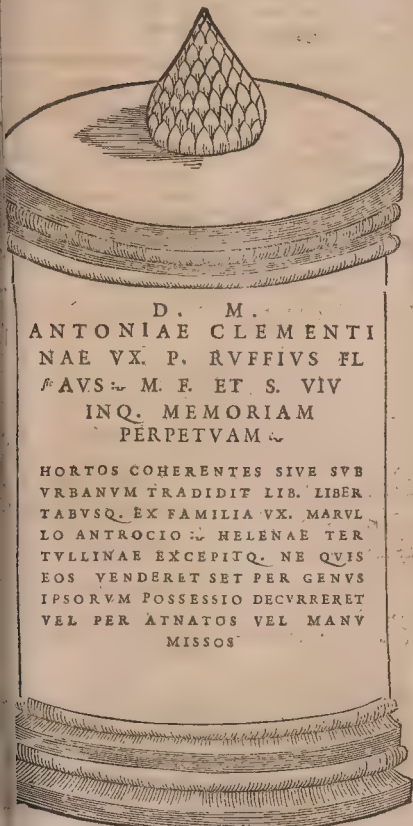 D. M.
ANTONIAE CLEMENTI
NAE VX. P. RVFFIVS FL
AVS M. F. ET S. VIV
INQ. MEMORIAM
PERPETVAM
HORTOS COHERENTES SIVE SVB
VRBANVM TRADIDIT LIB. LIBER
TABVSQ. EX FAMILIA VX. MARVL
LO ANTROCIO HELENAE TER
TVLLINAE EXCEPITQ. NE QVIS
EOS VENDERET SET PER GENVS
IPSORVM POSSESSIO DECVRRERET
VEL PER ATNATOS VEL MANV
MISSOS